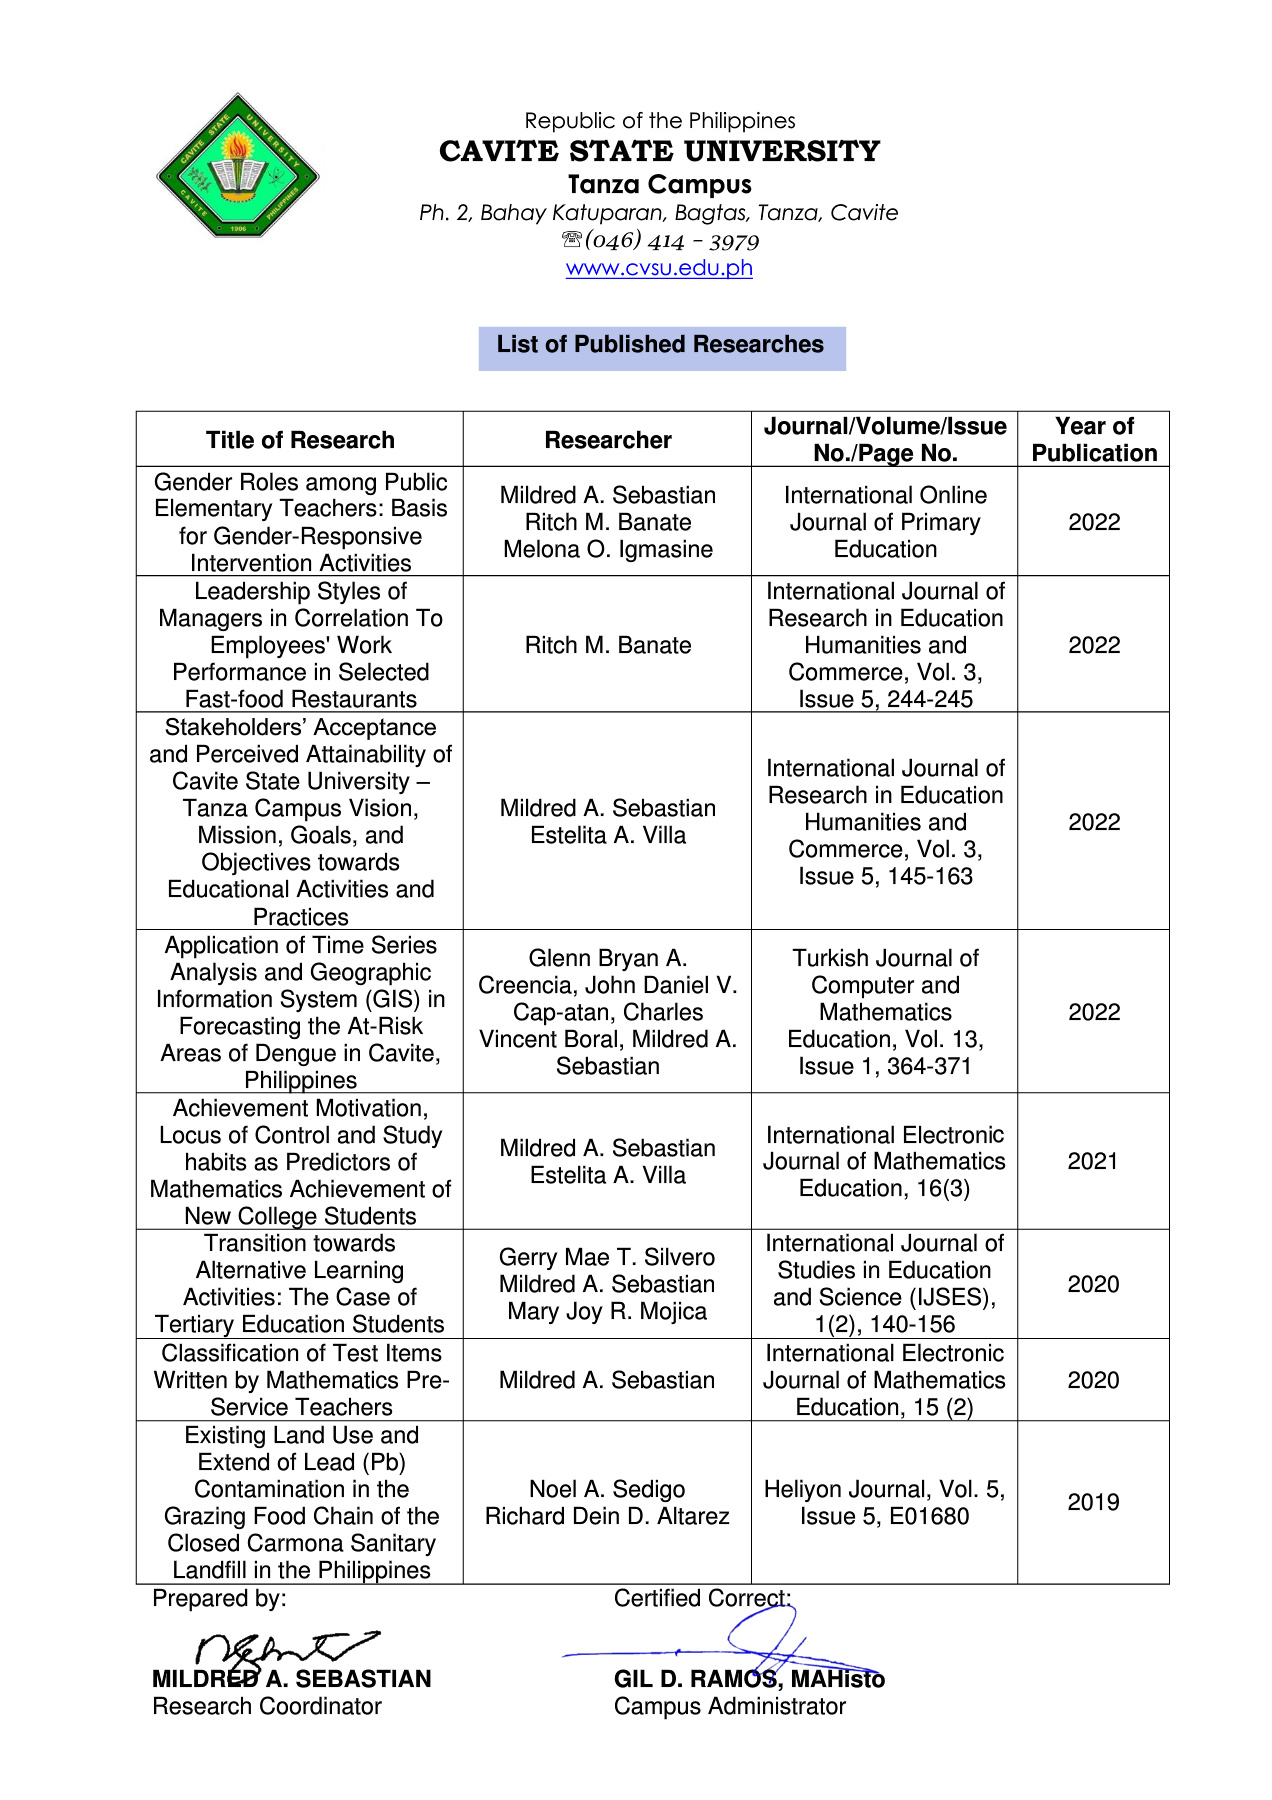 CAVITE STATE UNIVERSITY
CAVITE PHILIPPINES
1906
Republic of the Philippines
CAVITE STATE UNIVERSITY
Tanza Campus
Ph. 2, Bahay Katuparan, Bagtas, Tanza, Cavite
☏(046) 414 - 3979
www.cvsu.edu.ph
List of Published Researches
Title of Research
Researcher
Journal/Volume/Issue
No./Page No.
Year of
Publication
Gender Roles among Public
Elementary Teachers: Basis
for Gender-Responsive
Intervention Activities
Mildred A. Sebastian
Ritch M. Banate
Melona O. Igmasine
International Online
Journal of Primary
Education
2022
Leadership Styles of
Managers in Correlation To
Employees' Work
Performance in Selected
Fast-food Restaurants
Ritch M. Banate
International Journal of
Research in Education
Humanities and
Commerce, Vol. 3,
Issue 5, 244-245
2022
Stakeholders’ Acceptance
and Perceived Attainability of
Cavite State University –
Tanza Campus Vision,
Mission, Goals, and
Objectives towards
Educational Activities and
Practices
Mildred A. Sebastian
Estelita A. Villa
International Journal of
Research in Education
Humanities and
Commerce, Vol. 3,
Issue 5, 145-163
2022
Application of Time Series
Analysis and Geographic
Information System (GIS) in
Forecasting the At-Risk
Areas of Dengue in Cavite,
Philippines
Glenn Bryan A.
Creencia, John Daniel V.
Cap-atan, Charles
Vincent Boral, Mildred A.
Sebastian
Turkish Journal of
Computer and
Mathematics
Education, Vol. 13,
Issue 1, 364-371
2022
Achievement Motivation,
Locus of Control and Study
habits as Predictors of
Mathematics Achievement of
New College Students
Mildred A. Sebastian
Estelita A. Villa
International Electronic
Journal of Mathematics
Education, 16(3)
2021
Transition towards
Alternative Learning
Activities: The Case of
Tertiary Education Students
Gerry Mae T. Silvero
Mildred A. Sebastian
Mary Joy R. Mojica
International Journal of
Studies in Education
and Science (IJSES),
1(2), 140-156
2020
Classification of Test Items
Written by Mathematics Pre-
Service Teachers
Mildred A. Sebastian
International Electronic
Journal of Mathematics
Education, 15 (2)
2020
Existing Land Use and
Extend of Lead (Pb)
Contamination in the
Grazing Food Chain of the
Closed Carmona Sanitary
Landfill in the Philippines
Noel A. Sedigo
Richard Dein D. Altarez
Heliyon Journal, Vol. 5,
Issue 5, E01680
2019
Prepared by:
Certified Correct:
MILDRED A. SEBASTIAN
GIL D. RAMOS, MAHisto
Research Coordinator
Campus Administrator